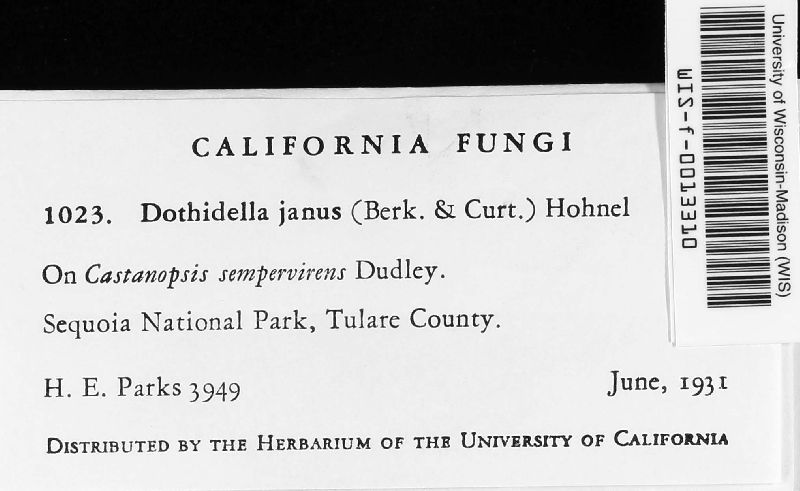 CALIFORNIA FUNGI
1023. Dothidella janus (Berk. & Curt.) Hohnel
On Castanopsis sempervirens Dudley.
Sequoia National Park, Tulare County.
H. E. Parks 3949 June, 1931
DISTRIBUTED BY THE HERBARIUM OF THE UNIVERSITY OF CALIFORNIA
University of Wisconsin-Madison (WIS)
WIS-f-0013310